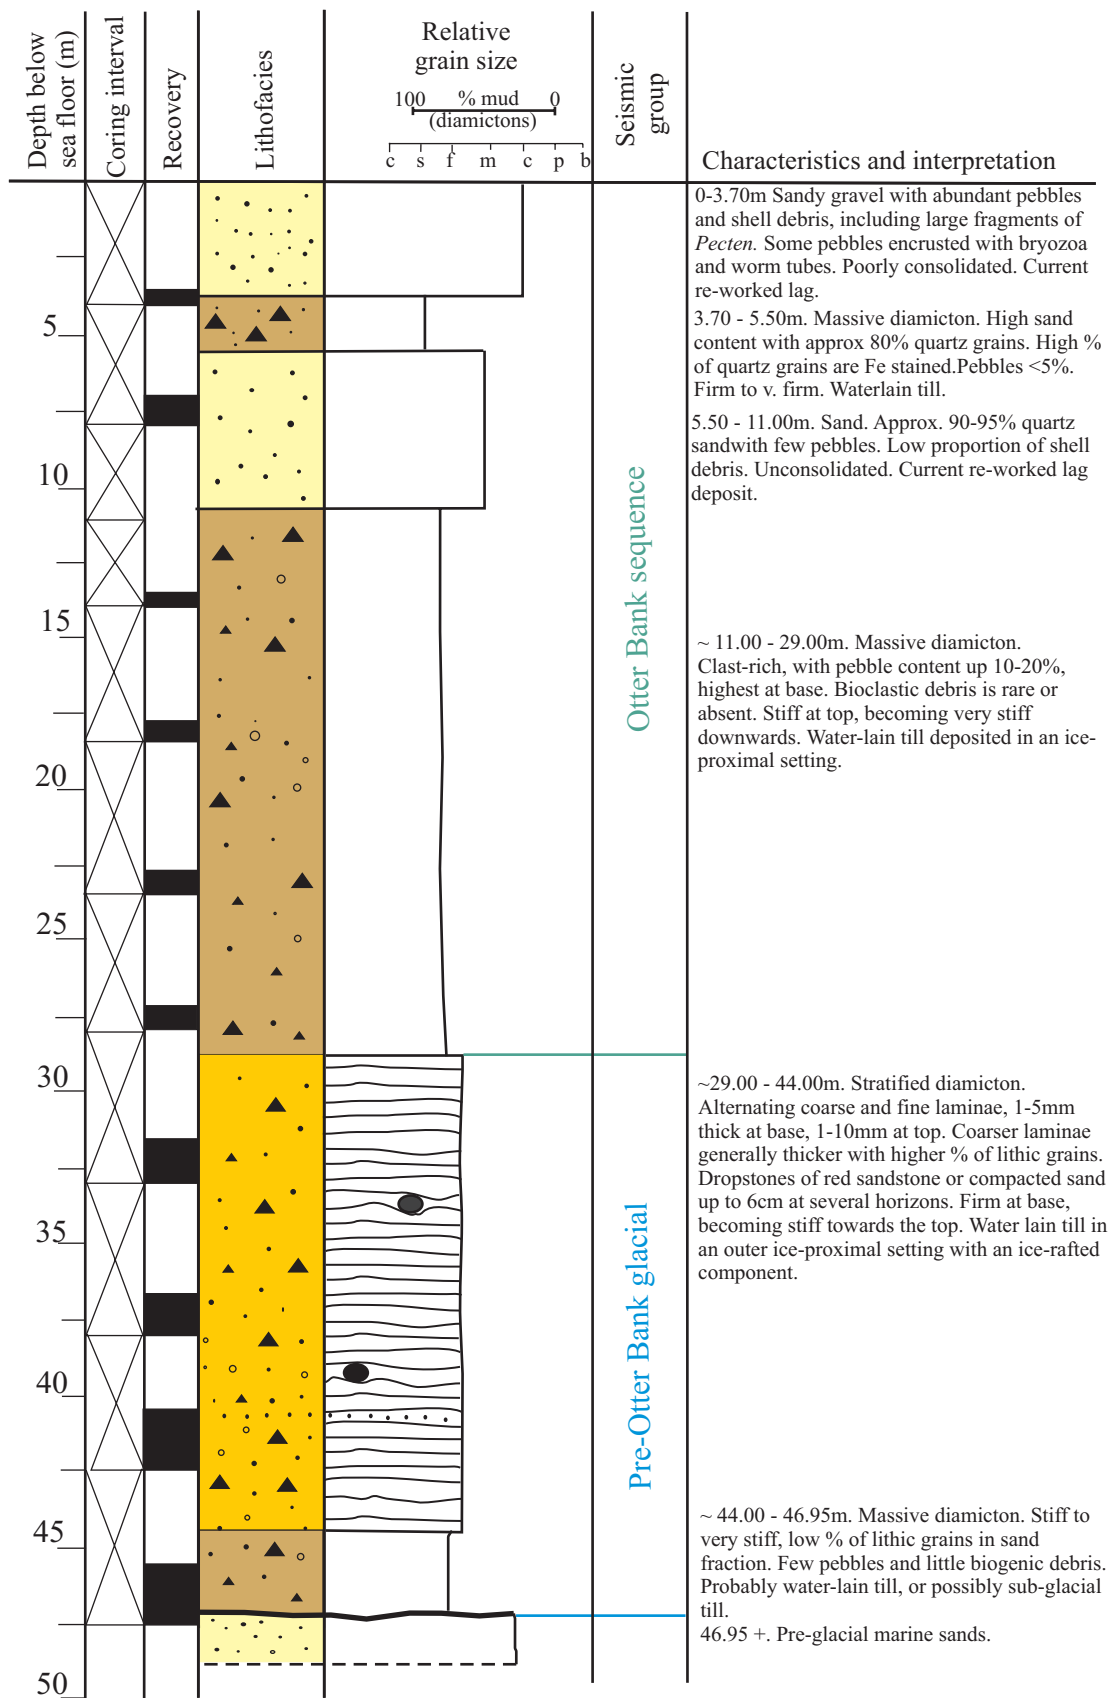 Depth below
sea floor (m)
Coring interval
Recovery
Lithofacies
Relative
grain size
100 % mud 0
(diamictons)
c s f m c p b
Seismic
group
Characteristics and interpretation
0-3.70m Sandy gravel with abundant pebbles
and shell debris, including large fragments of
Pecten. Some pebbles encrusted with bryozoa
and worm tubes. Poorly consolidated. Current
re-worked lag.
3.70 - 5.50m. Massive diamicton. High sand
content with approx 80% quartz grains. High %
of quartz grains are Fe stained.Pebbles <5%.
Firm to v. firm. Waterlain till.
5.50 - 11.00m. Sand. Approx. 90-95% quartz
sandwith few pebbles. Low proportion of shell
debris. Unconsolidated. Current re-worked lag
deposit.
~ 11.00 - 29.00m. Massive diamicton.
Clast-rich, with pebble content up 10-20%,
highest at base. Bioclastic debris is rare or
absent. Stiff at top, becoming very stiff
downwards. Water-lain till deposited in an ice-
proximal setting.
~29.00 - 44.00m. Stratified diamicton.
Alternating coarse and fine laminae, 1-5mm
thick at base, 1-10mm at top. Coarser laminae
generally thicker with higher % of lithic grains.
Dropstones of red sandstone or compacted sand
up to 6cm at several horizons. Firm at base,
becoming stiff towards the top. Water lain till in
an outer ice-proximal setting with an ice-rafted
component.
~ 44.00 - 46.95m. Massive diamicton. Stiff to
very stiff, low % of lithic grains in sand
fraction. Few pebbles and little biogenic debris.
Probably water-lain till, or possibly sub-glacial
till.
46.95 +. Pre-glacial marine sands.
Otter Bank sequence
Pre-Otter Bank glacial
5
10
15
20
25
30
35
40
45
50